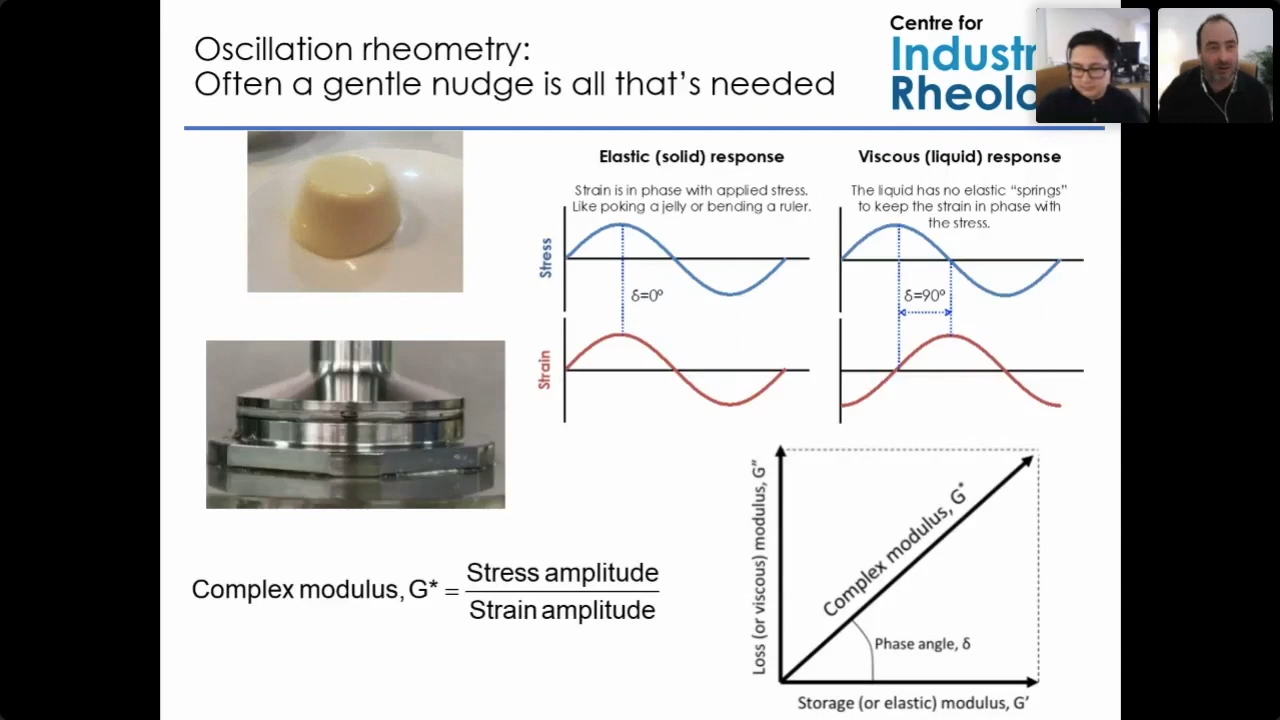 Oscillation rheometry:
Often a gentle nudge is all that's needed
Centre for
Industr
Rheolo
Elastic (solid) response
Strain is in phase with applied stress.
Like poking a jelly or bending a ruler.
Stress
δ=0º
Strain
Viscous (liquid) response
The liquid has no elastic “springs”
to keep the strain in phase with
the stress.
δ=90º
Complex modulus, G* = Stress amplitude
Strain amplitude
Loss (or viscous) modulus, G″
Complex modulus, G*
Phase angle, δ
Storage (or elastic) modulus, G′